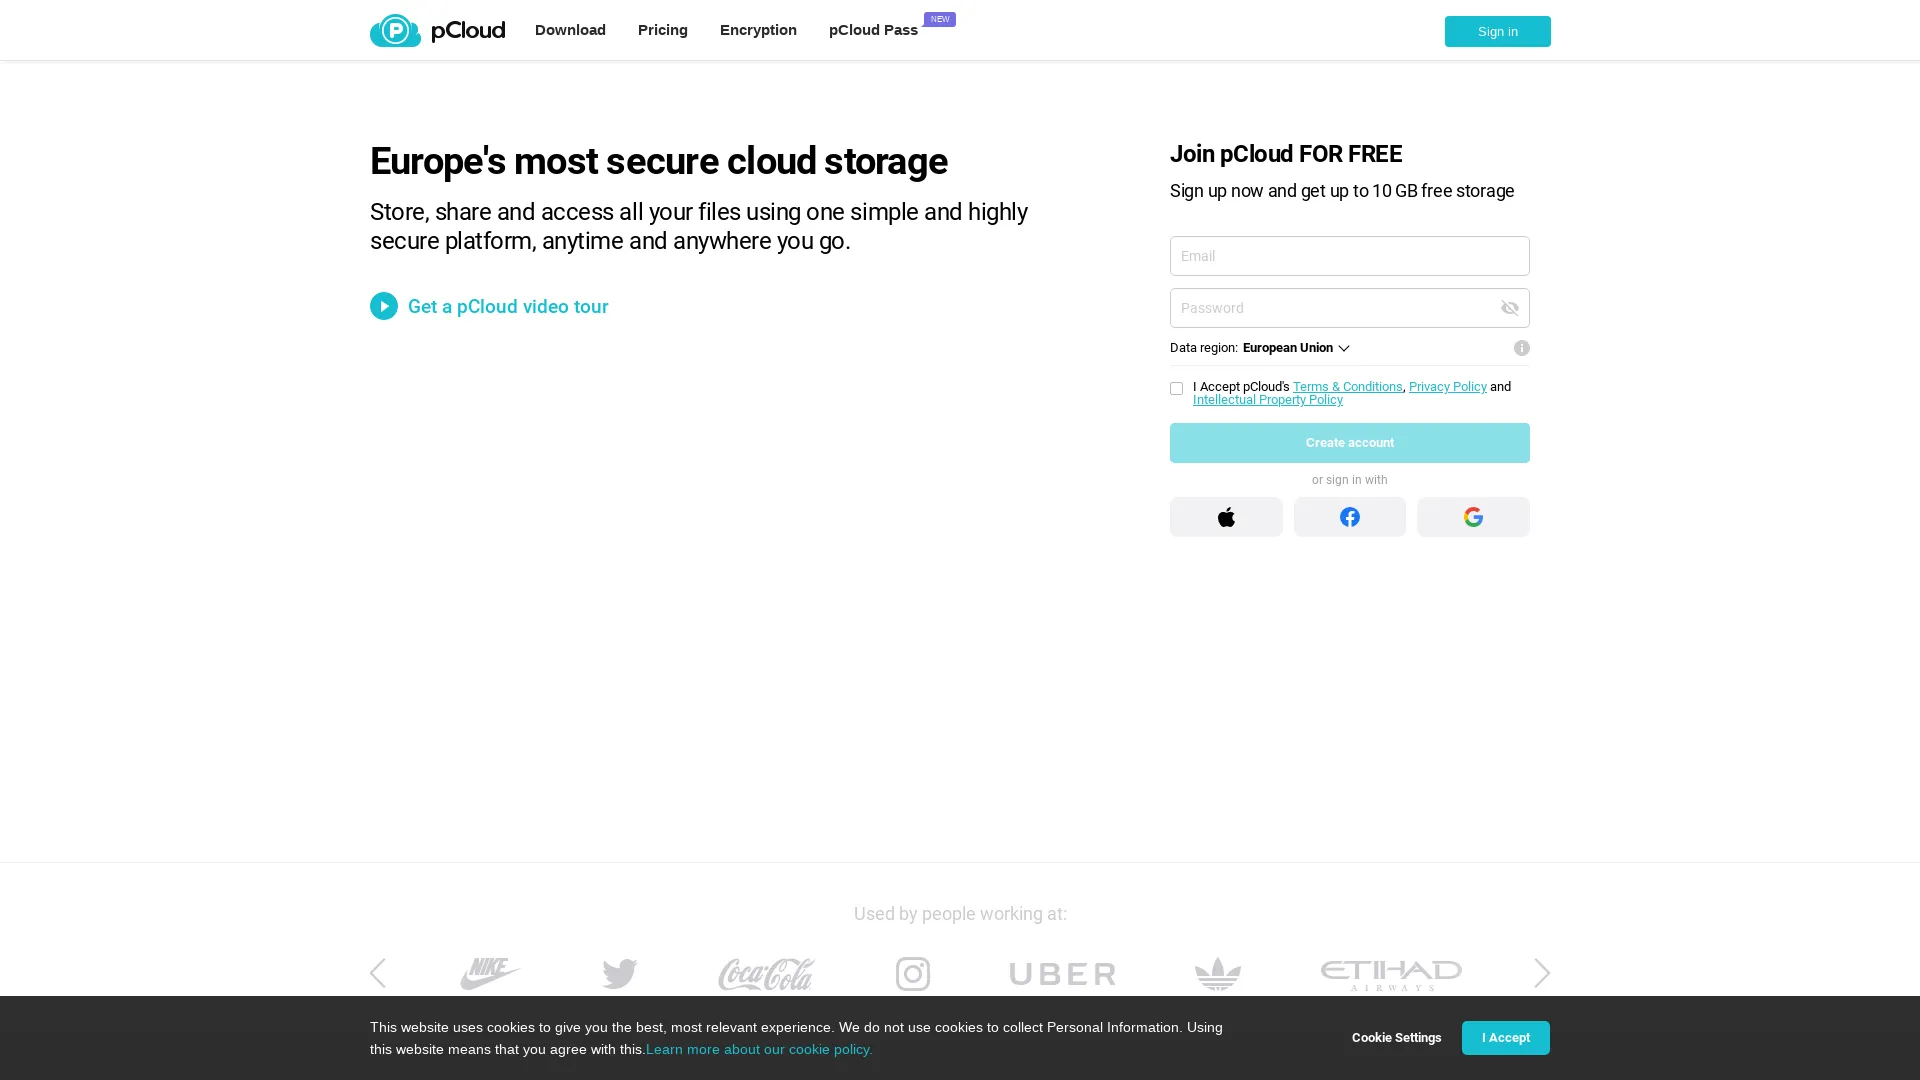 pCloud
Download
Pricing
Encryption
pCloud Pass
NEW
Sign in
Europe's most secure cloud storage
Store, share and access all your files using one simple and highly
secure platform, anytime and anywhere you go.
Get a pCloud video tour
Join pCloud FOR FREE
Sign up now and get up to 10 GB free storage
Email
Password
Data region: European Union
I Accept pCloud's Terms & Conditions, Privacy Policy and
Intellectual Property Policy
Create account
or sign in with
Used by people working at:
NIKE
Coca-Cola
UBER
ETIHAD
AIRWAYS
This website uses cookies to give you the best, most relevant experience. We do not use cookies to collect Personal Information. Using
this website means that you agree with this.Learn more about our cookie policy.
Cookie Settings
I Accept